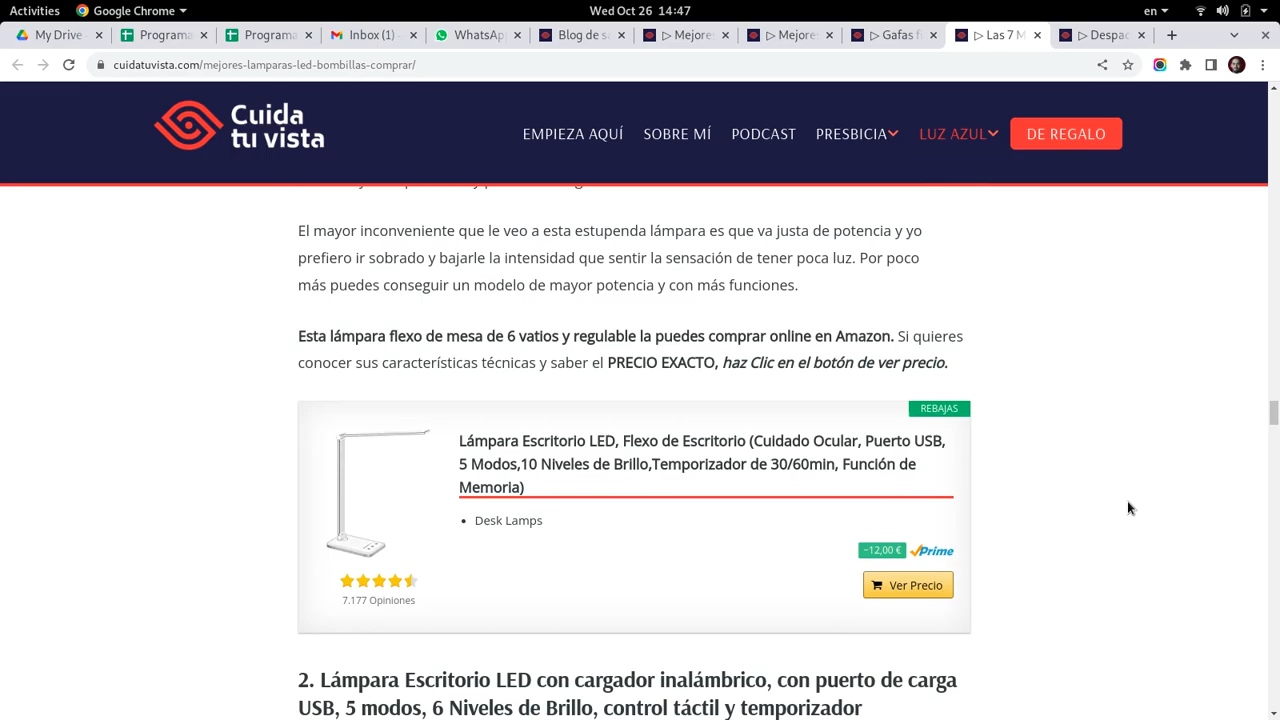 Activities
Google Chrome
Wed Oct 26  14:47
en
My Drive -
Programa
Programa
Inbox (1) -
WhatsApp
Blog de sa
▷ Mejores
▷ Mejores
▷ Gafas fi
▷ Las 7 M
▷ Despac
cuidatuvista.com/mejores-lamparas-led-bombillas-comprar/
Cuida
tu vista
EMPIEZA AQUÍ
SOBRE MÍ
PODCAST
PRESBICIA
LUZ AZUL
DE REGALO
El mayor inconveniente que le veo a esta estupenda lámpara es que va justa de potencia y yo
prefiero ir sobrado y bajarle la intensidad que sentir la sensación de tener poca luz. Por poco
más puedes conseguir un modelo de mayor potencia y con más funciones.
Esta lámpara flexo de mesa de 6 vatios y regulable la puedes comprar online en Amazon. Si quieres
conocer sus características técnicas y saber el PRECIO EXACTO, haz Clic en el botón de ver precio.
REBAJAS
Lámpara Escritorio LED, Flexo de Escritorio (Cuidado Ocular, Puerto USB,
5 Modos,10 Niveles de Brillo,Temporizador de 30/60min, Función de
Memoria)
• Desk Lamps
−12,00 €
Prime
7.177 Opiniones
Ver Precio
2. Lámpara Escritorio LED con cargador inalámbrico, con puerto de carga
USB, 5 modos, 6 Niveles de Brillo, control táctil y temporizador